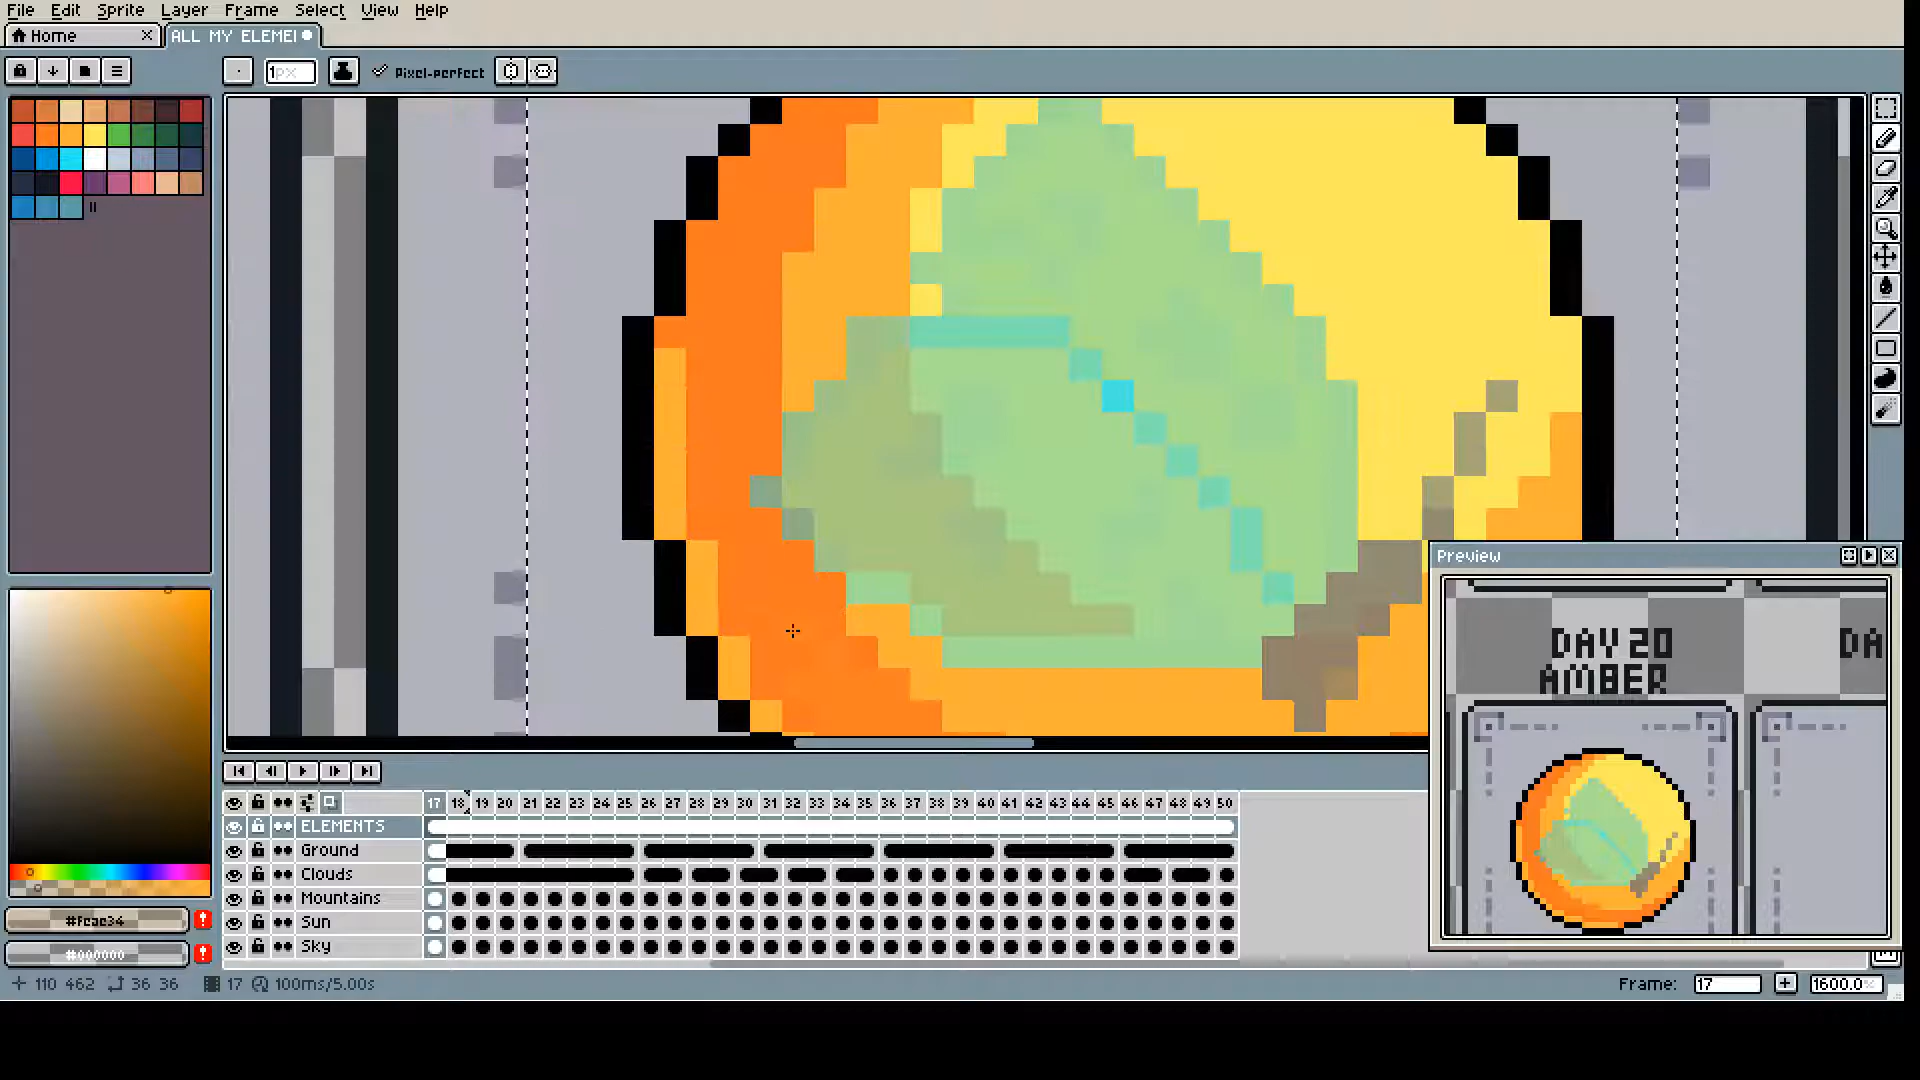 File Edit Sprite Layer Frame Select View Help
Home ALL MY ELEMEI
1px Pixel-perfect
Preview
DAY 20 DA
AMBER
17 18 19 20 21 22 23 24 25 26 27 28 29 30 31 32 33 34 35 36 37 38 39 40 41 42 43 44 45 46 47 48 49 50
ELEMENTS
Ground
Clouds
Mountains
Sun
Sky
#fcae34
#000000
110 462 36 36 17 100ms/5.00s Frame: 17 1600.0%